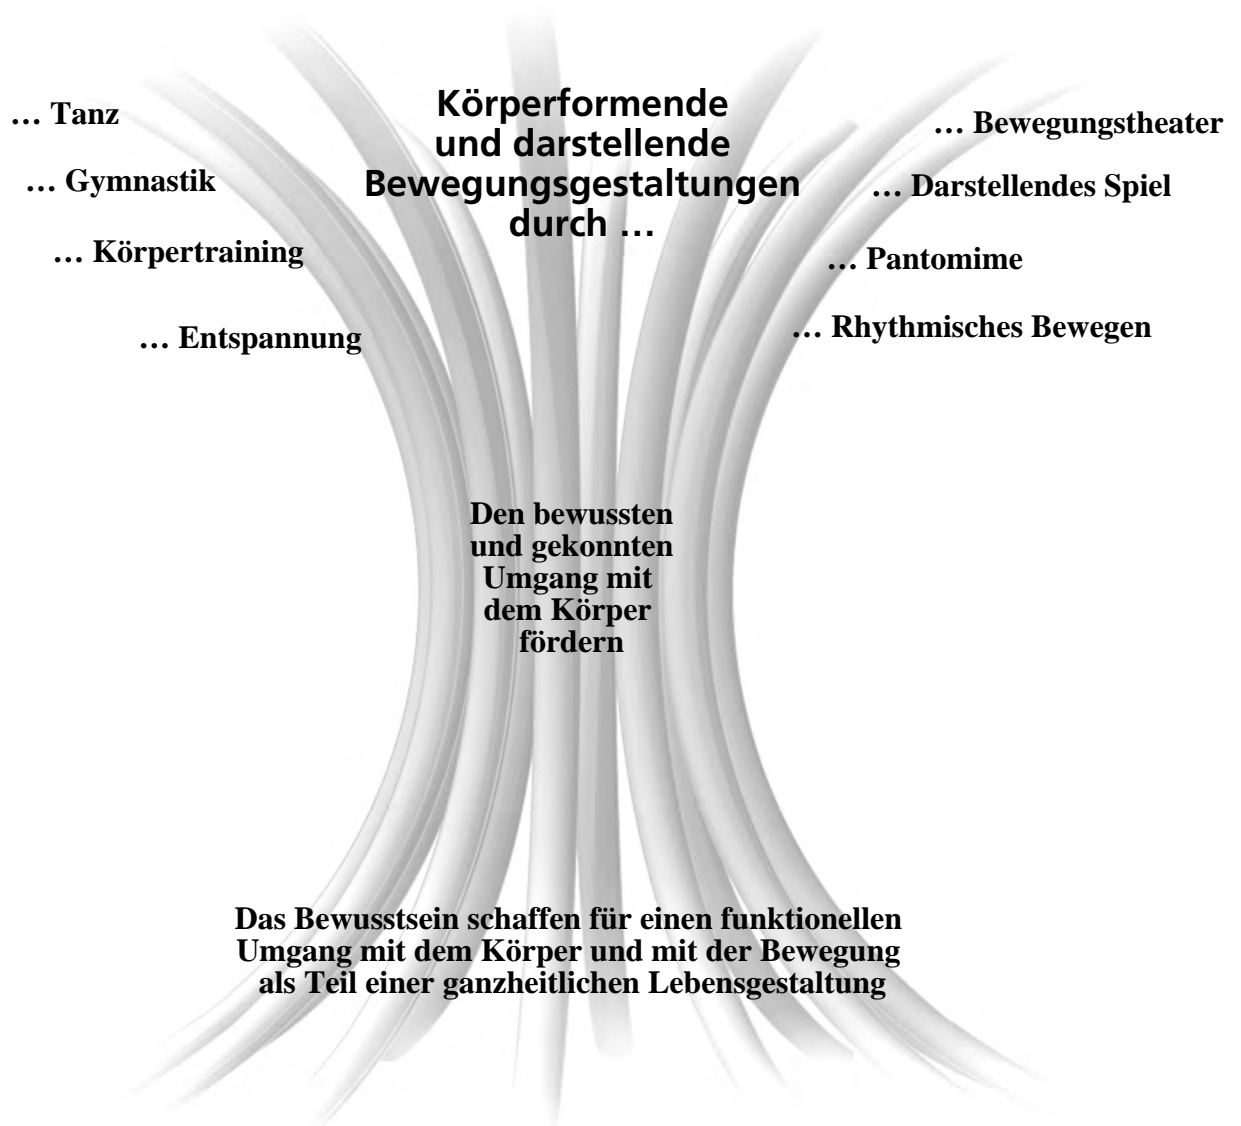 Körperformende
und darstellende
Bewegungsgestaltungen
durch …
… Tanz
… Gymnastik
… Körpertraining
… Entspannung
… Bewegungstheater
… Darstellendes Spiel
… Pantomime
… Rhythmisches Bewegen
Den bewussten
und gekonnten
Umgang mit
dem Körper
fördern
Das Bewusstsein schaffen für einen funktionellen
Umgang mit dem Körper und mit der Bewegung
als Teil einer ganzheitlichen Lebensgestaltung